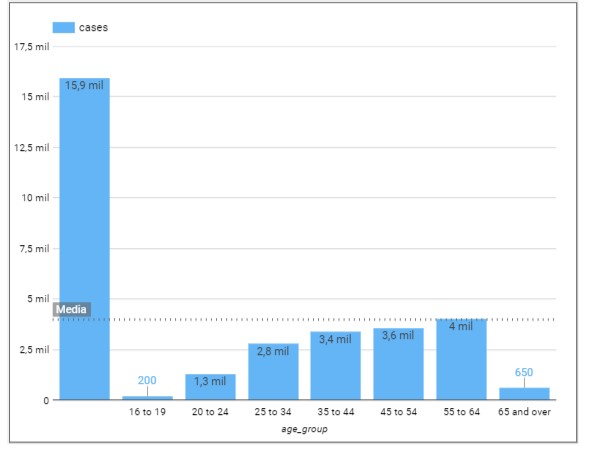 cases
17,5 mil
15 mil
12,5 mil
10 mil
7,5 mil
5 mil
2,5 mil
0
Media
15,9 mil
200
1,3 mil
2,8 mil
3,4 mil
3,6 mil
4 mil
650
16 to 19 20 to 24 25 to 34 35 to 44 45 to 54 55 to 64 65 and over
age_group